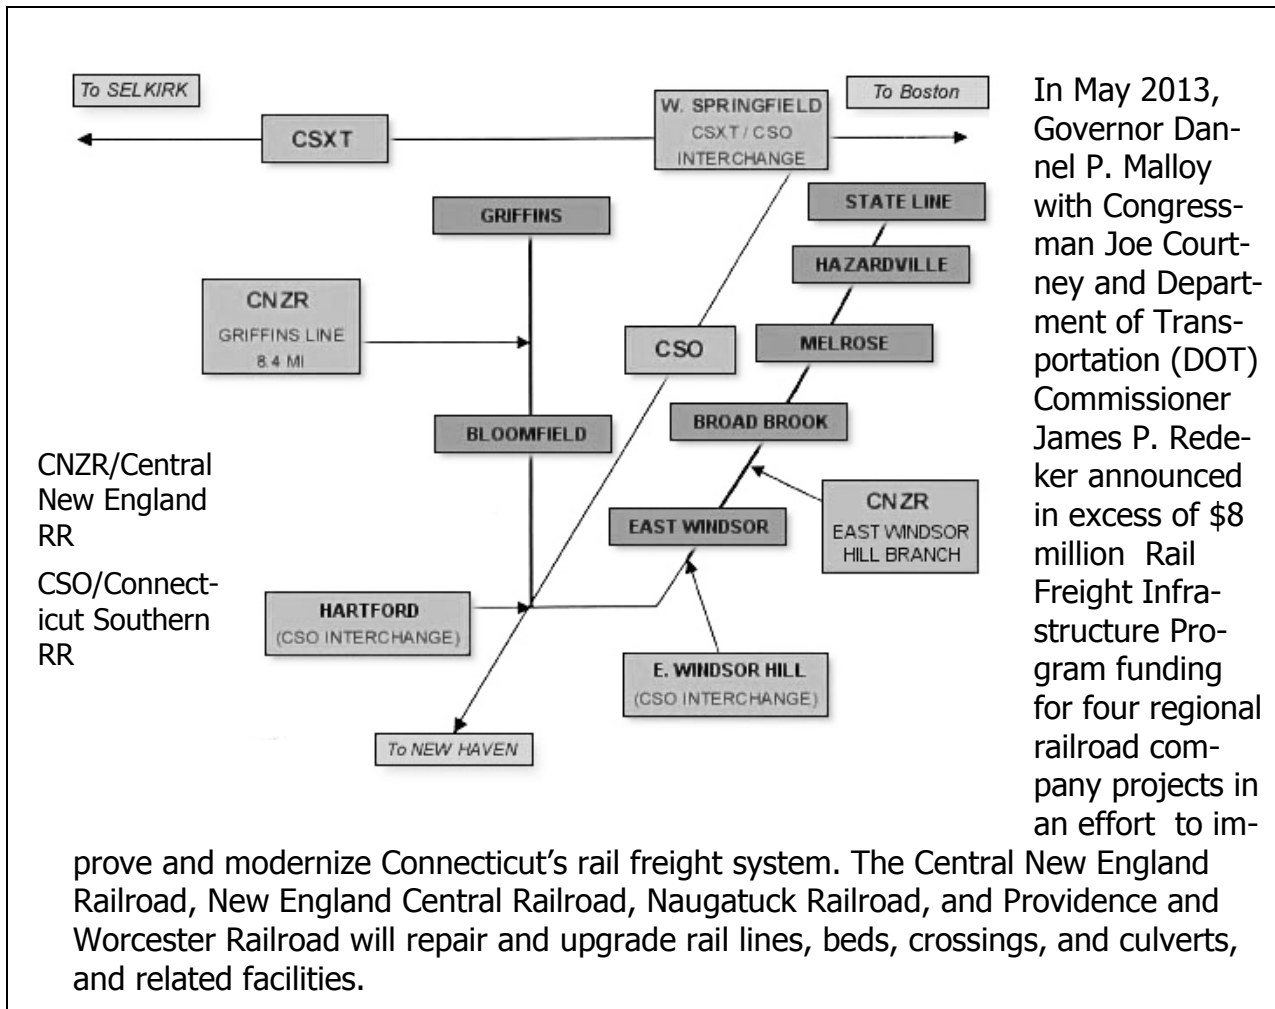 To SELKIRK
To Boston
W. SPRINGFIELD
CSXT / CSO
INTERCHANGE
CSXT
STATE LINE
GRIFFINS
HAZARDVILLE
CNZR
GRIFFINS LINE
8.4 MI
CSO
MELROSE
BROAD BROOK
BLOOMFIELD
CNZR
EAST WINDSOR
HILL BRANCH
EAST WINDSOR
HARTFORD
(CSO INTERCHANGE)
E. WINDSOR HILL
(CSO INTERCHANGE)
To NEW HAVEN
CNZR/Central
New England
RR
CSO/Connect-
icut Southern
RR
In May 2013,
Governor Dan-
nel P. Malloy
with Congress-
man Joe Court-
ney and Depart-
ment of Trans-
portation (DOT)
Commissioner
James P. Rede-
ker announced
in excess of $8
million  Rail
Freight Infra-
structure Pro-
gram funding
for four regional
railroad com-
pany projects in
an effort  to im-
prove and modernize Connecticut’s rail freight system. The Central New England
Railroad, New England Central Railroad, Naugatuck Railroad, and Providence and
Worcester Railroad will repair and upgrade rail lines, beds, crossings, and culverts,
and related facilities.